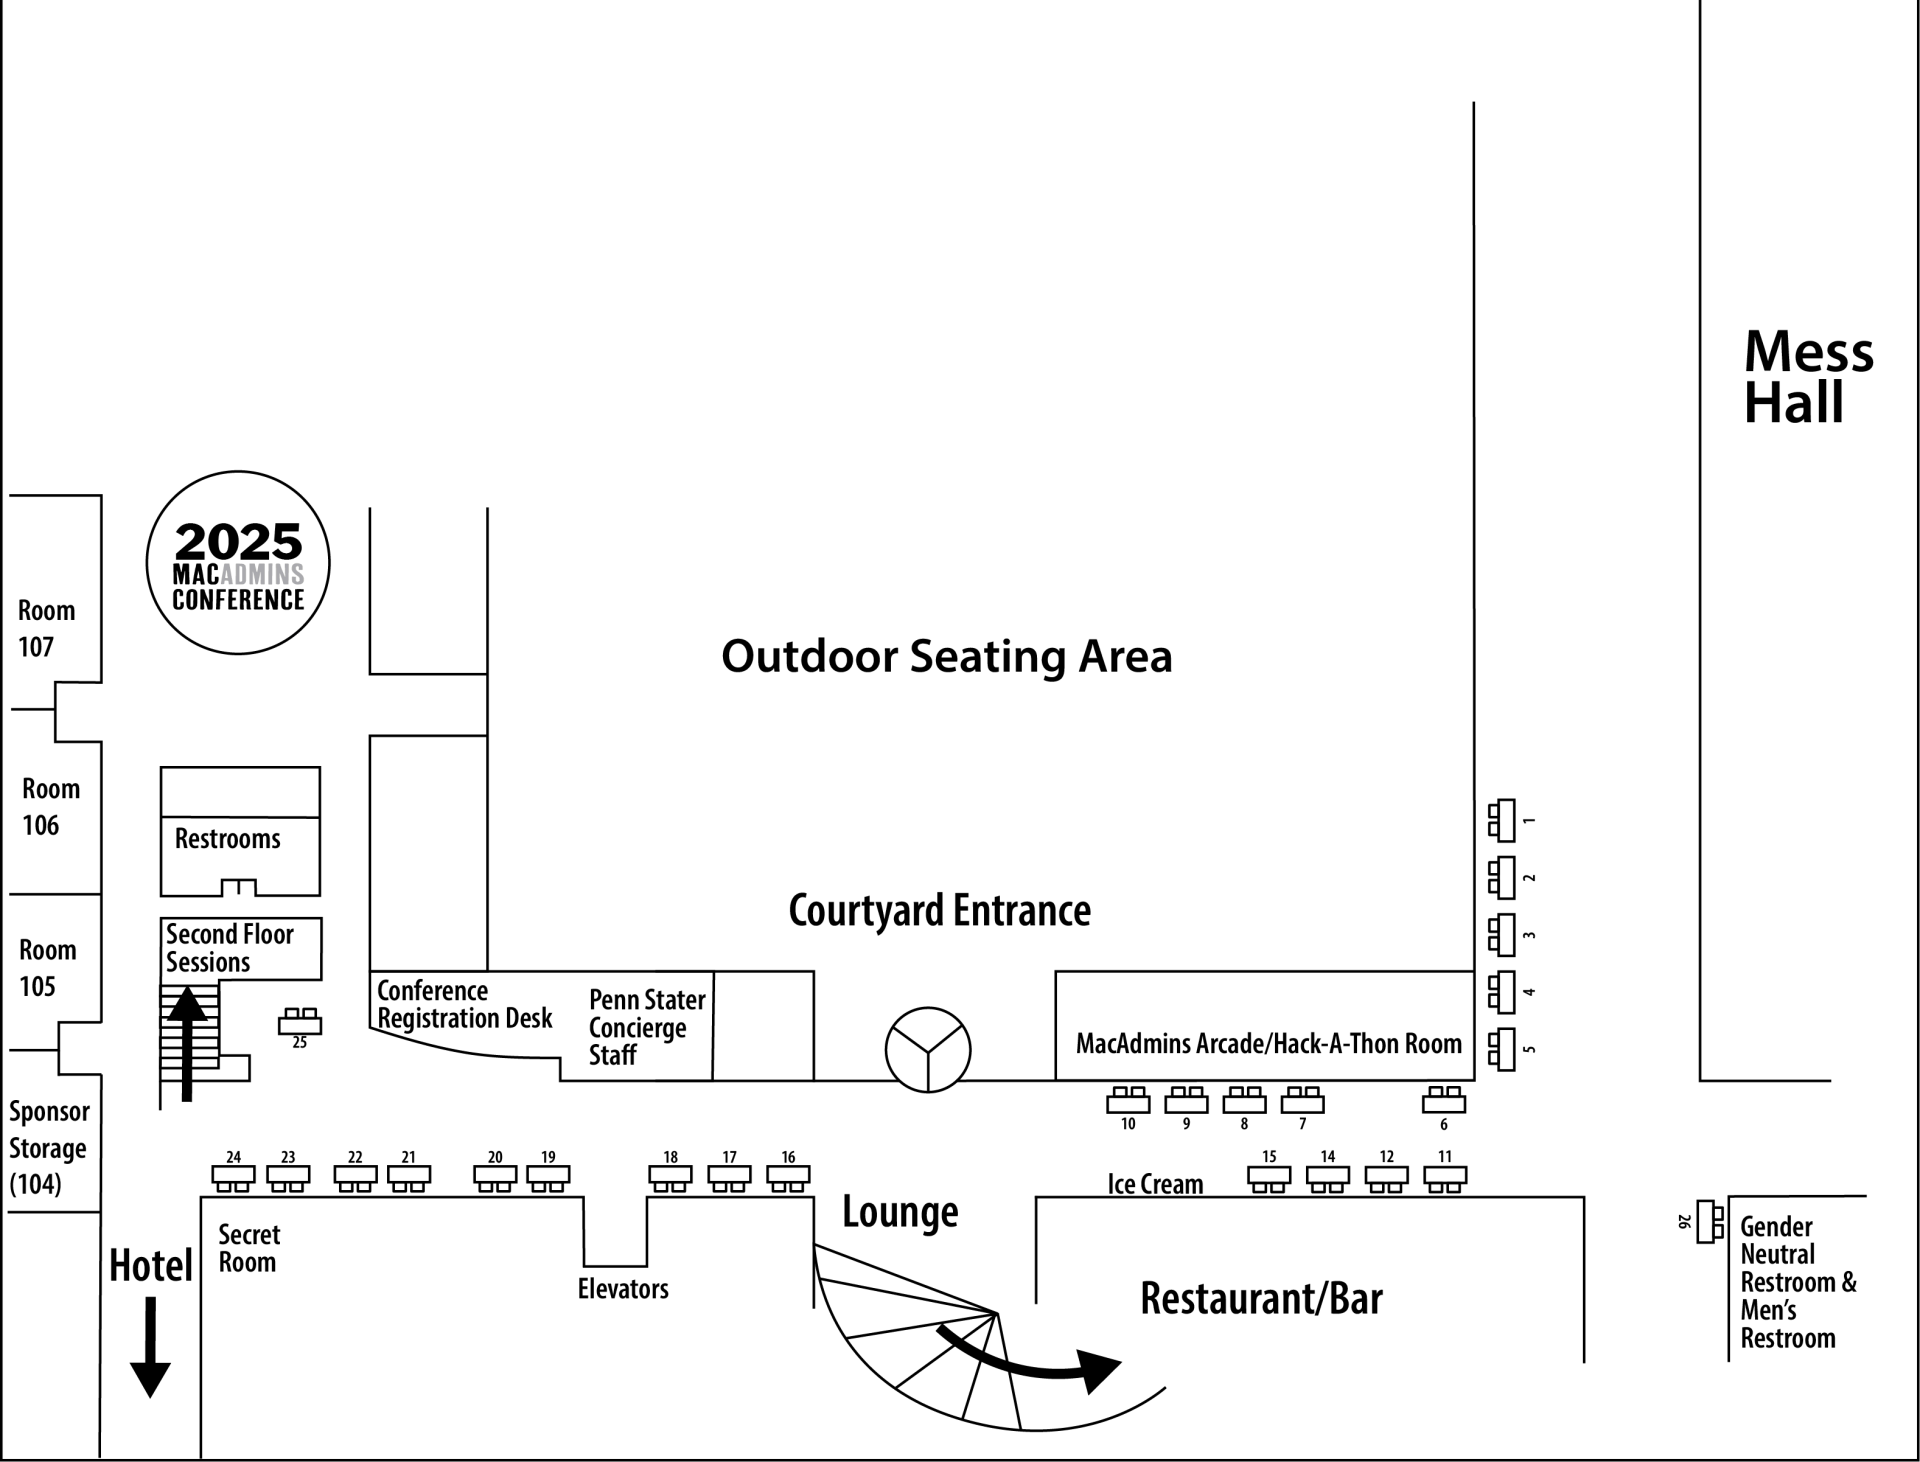 Mess
Hall
2025
MACADMINS
CONFERENCE
Room
107
Outdoor Seating Area
Room
106
Restrooms
1
2
3
4
5
Courtyard Entrance
Second Floor
Sessions
Room
105
25
Conference
Registration Desk
Penn Stater
Concierge
Staff
MacAdmins Arcade/Hack-A-Thon Room
10
9
8
7
6
Sponsor
Storage
(104)
24
23
22
21
20
19
18
17
16
15
14
12
11
Ice Cream
Lounge
Secret
Room
Hotel
Elevators
Restaurant/Bar
26
Gender
Neutral
Restroom &
Men’s
Restroom